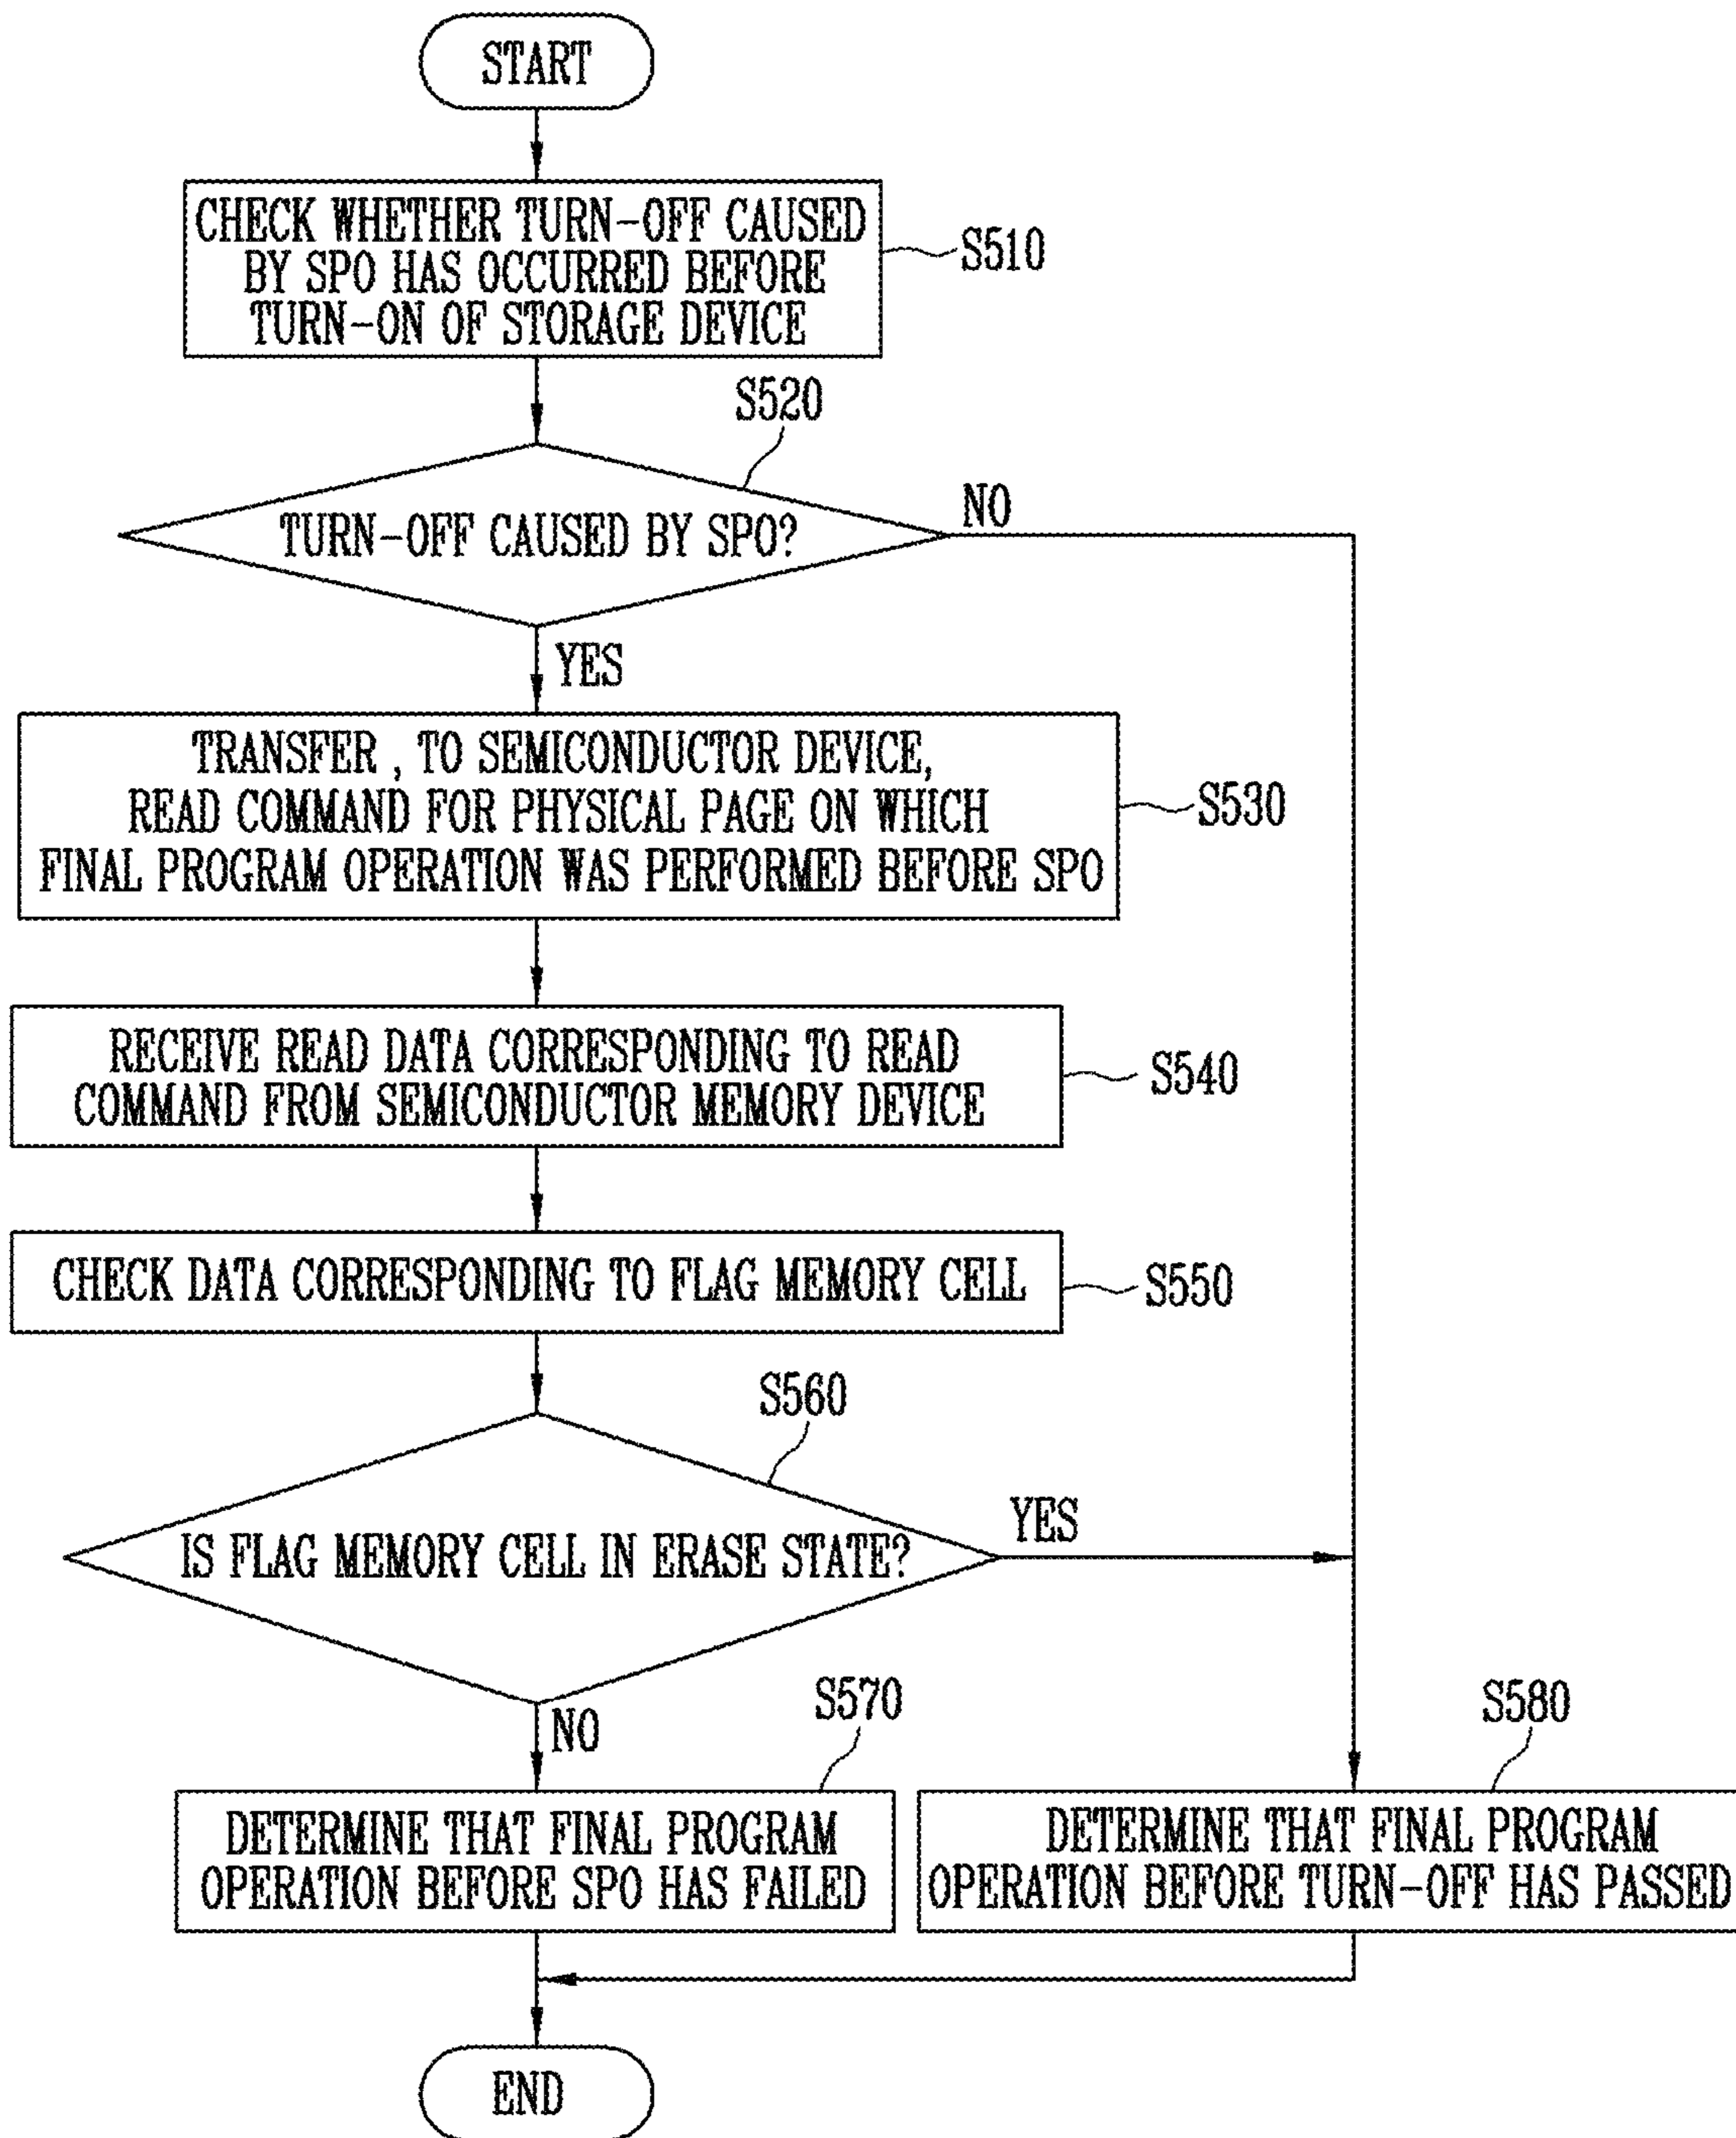 START
CHECK WHETHER TURN-OFF CAUSED
BY SPO HAS OCCURRED BEFORE
TURN-ON OF STORAGE DEVICE
S510
S520
TURN-OFF CAUSED BY SPO?
NO
YES
TRANSFER , TO SEMICONDUCTOR DEVICE,
READ COMMAND FOR PHYSICAL PAGE ON WHICH
FINAL PROGRAM OPERATION WAS PERFORMED BEFORE SPO
S530
RECEIVE READ DATA CORRESPONDING TO READ
COMMAND FROM SEMICONDUCTOR MEMORY DEVICE
S540
CHECK DATA CORRESPONDING TO FLAG MEMORY CELL
S550
S560
IS FLAG MEMORY CELL IN ERASE STATE?
YES
NO
S570
DETERMINE THAT FINAL PROGRAM
OPERATION BEFORE SPO HAS FAILED
S580
DETERMINE THAT FINAL PROGRAM
OPERATION BEFORE TURN-OFF HAS PASSED
END